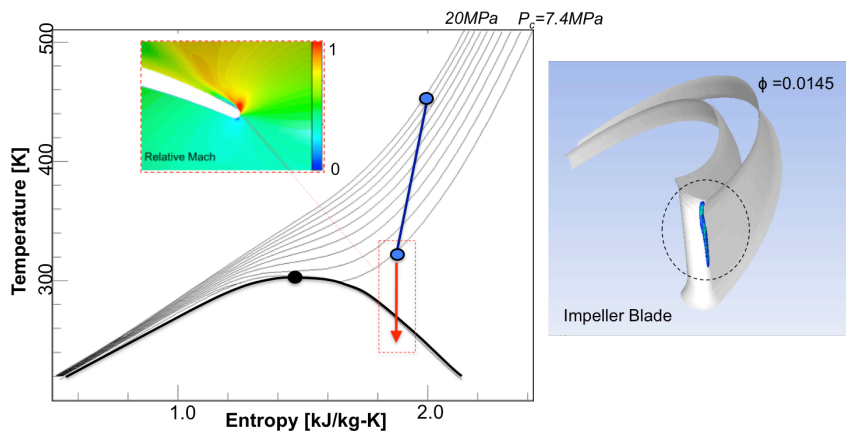 20MPa P_c=7.4MPa
500
400
300
Temperature [K]
1
0
Relative Mach
1.0
2.0
Entropy [kJ/kg-K]
ϕ =0.0145
Impeller Blade